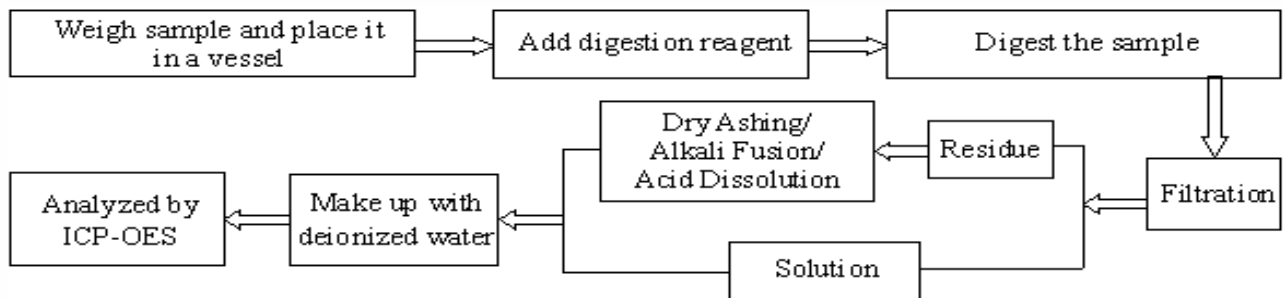 Weigh sample and place it
in a vessel
Add digestion reagent
Digest the sample
Filtration
Residue
Dry Ashing/
Alkali Fusion/
Acid Dissolution
Solution
Make up with
deionized water
Analyzed by
ICP-OES